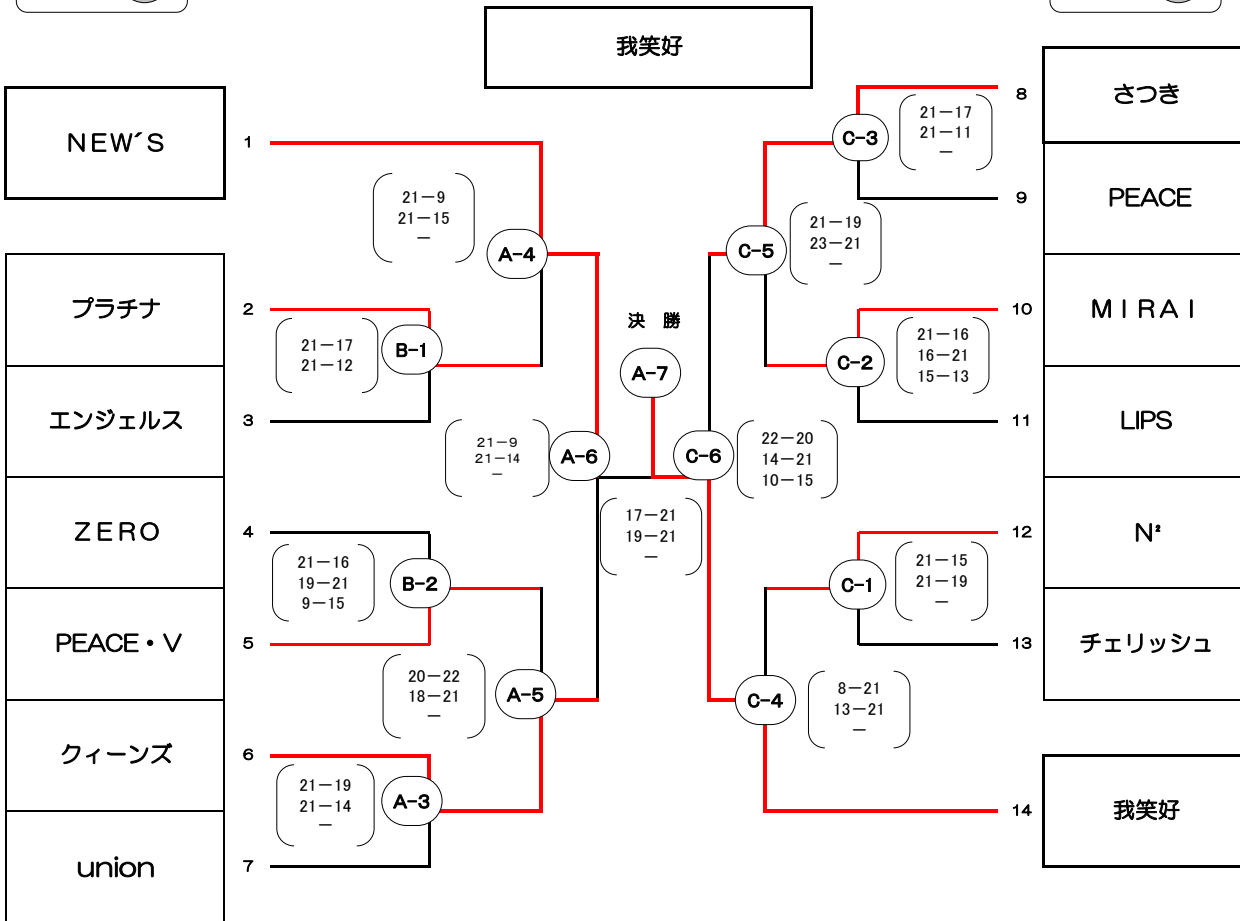 我笑好
NEW´S
1
21－9
21－15
－
A-4
プラチナ
2
21－17
21－12
B-1
エンジェルス
3
21－9
21－14
－
A-6
ZERO
4
21－16
19－21
9－15
B-2
PEACE・V
5
20－22
18－21
－
A-5
クィーンズ
6
21－19
21－14
－
A-3
union
7
決 勝
A-7
17－21
19－21
－
8
さつき
C-3
21－17
21－11
－
9
PEACE
C-5
21－19
23－21
－
10
MIRAI
C-2
21－16
16－21
15－13
11
LIPS
C-6
22－20
14－21
10－15
12
N²
C-1
21－15
21－19
－
13
チェリッシュ
C-4
8－21
13－21
－
14
我笑好